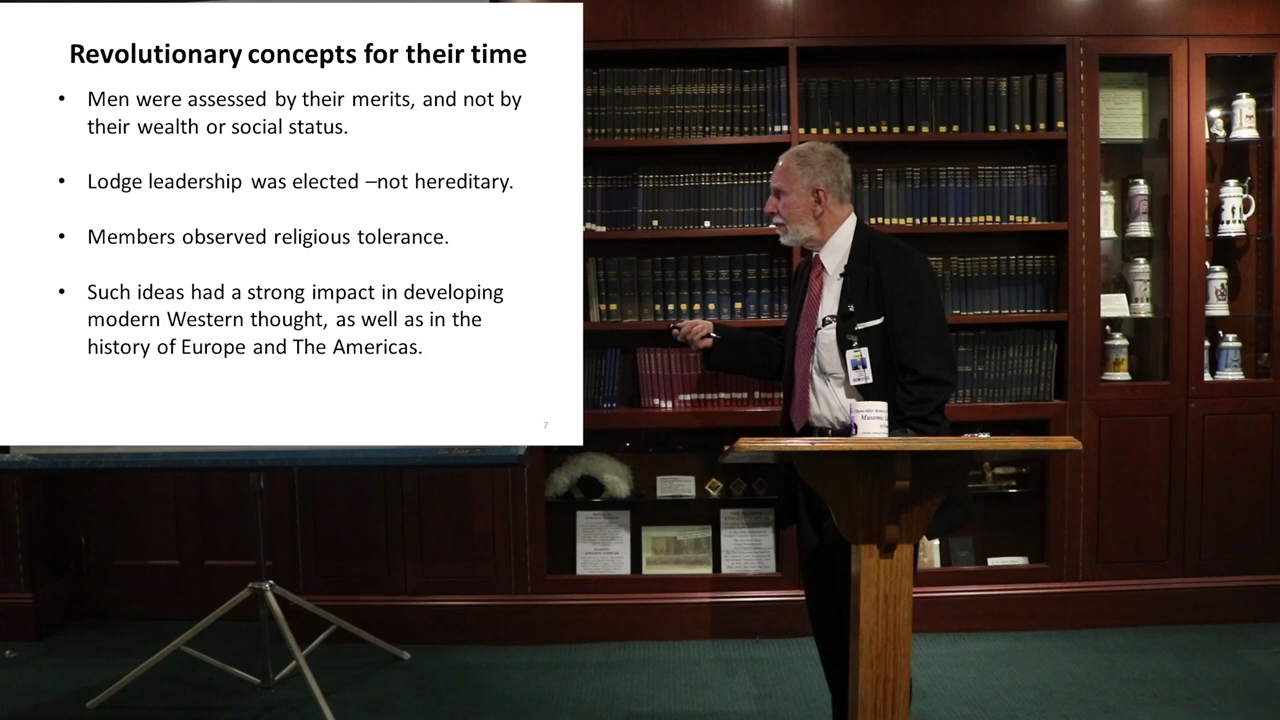 Revolutionary concepts for their time
• Men were assessed by their merits, and not by
their wealth or social status.
• Lodge leadership was elected –not hereditary.
• Members observed religious tolerance.
• Such ideas had a strong impact in developing
modern Western thought, as well as in the
history of Europe and The Americas.
7
Chancellor
Masonic